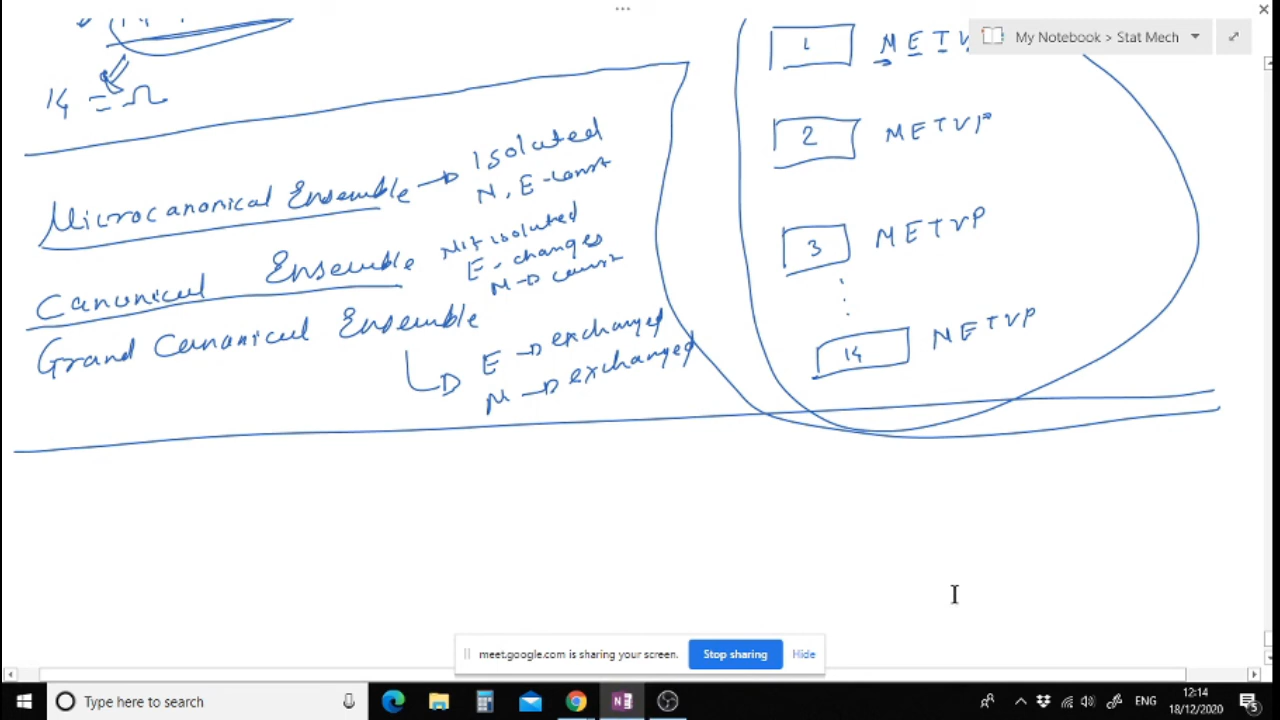 My Notebook > Stat Mech
1 METV
14 = Ω
2 METVP
Microcanonical Ensemble → Isolated
N, E-const
3 METVP
Canonical Ensemble Not isolated
E - changes
N → const
Grand Canonical Ensemble
E → exchanged
N → exchanged
14 METVP
meet.google.com is sharing your screen. Stop sharing Hide
Type here to search
ENG
12:14
18/12/2020
5